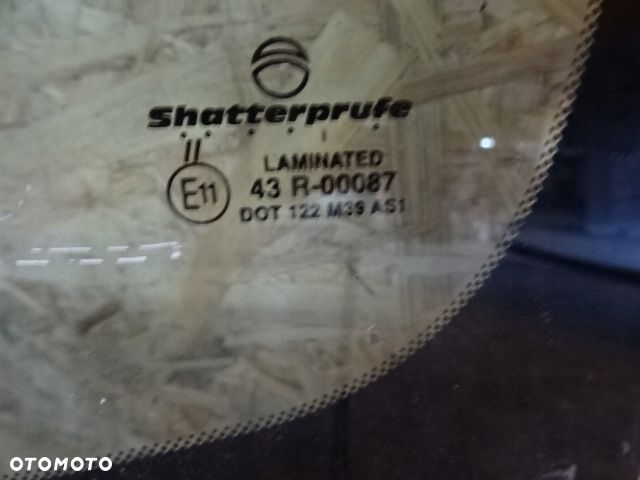 Shatterprufe
II
LAMINATED
E11
43 R-00087
DOT 122 M39 AS1
OTOMOTO